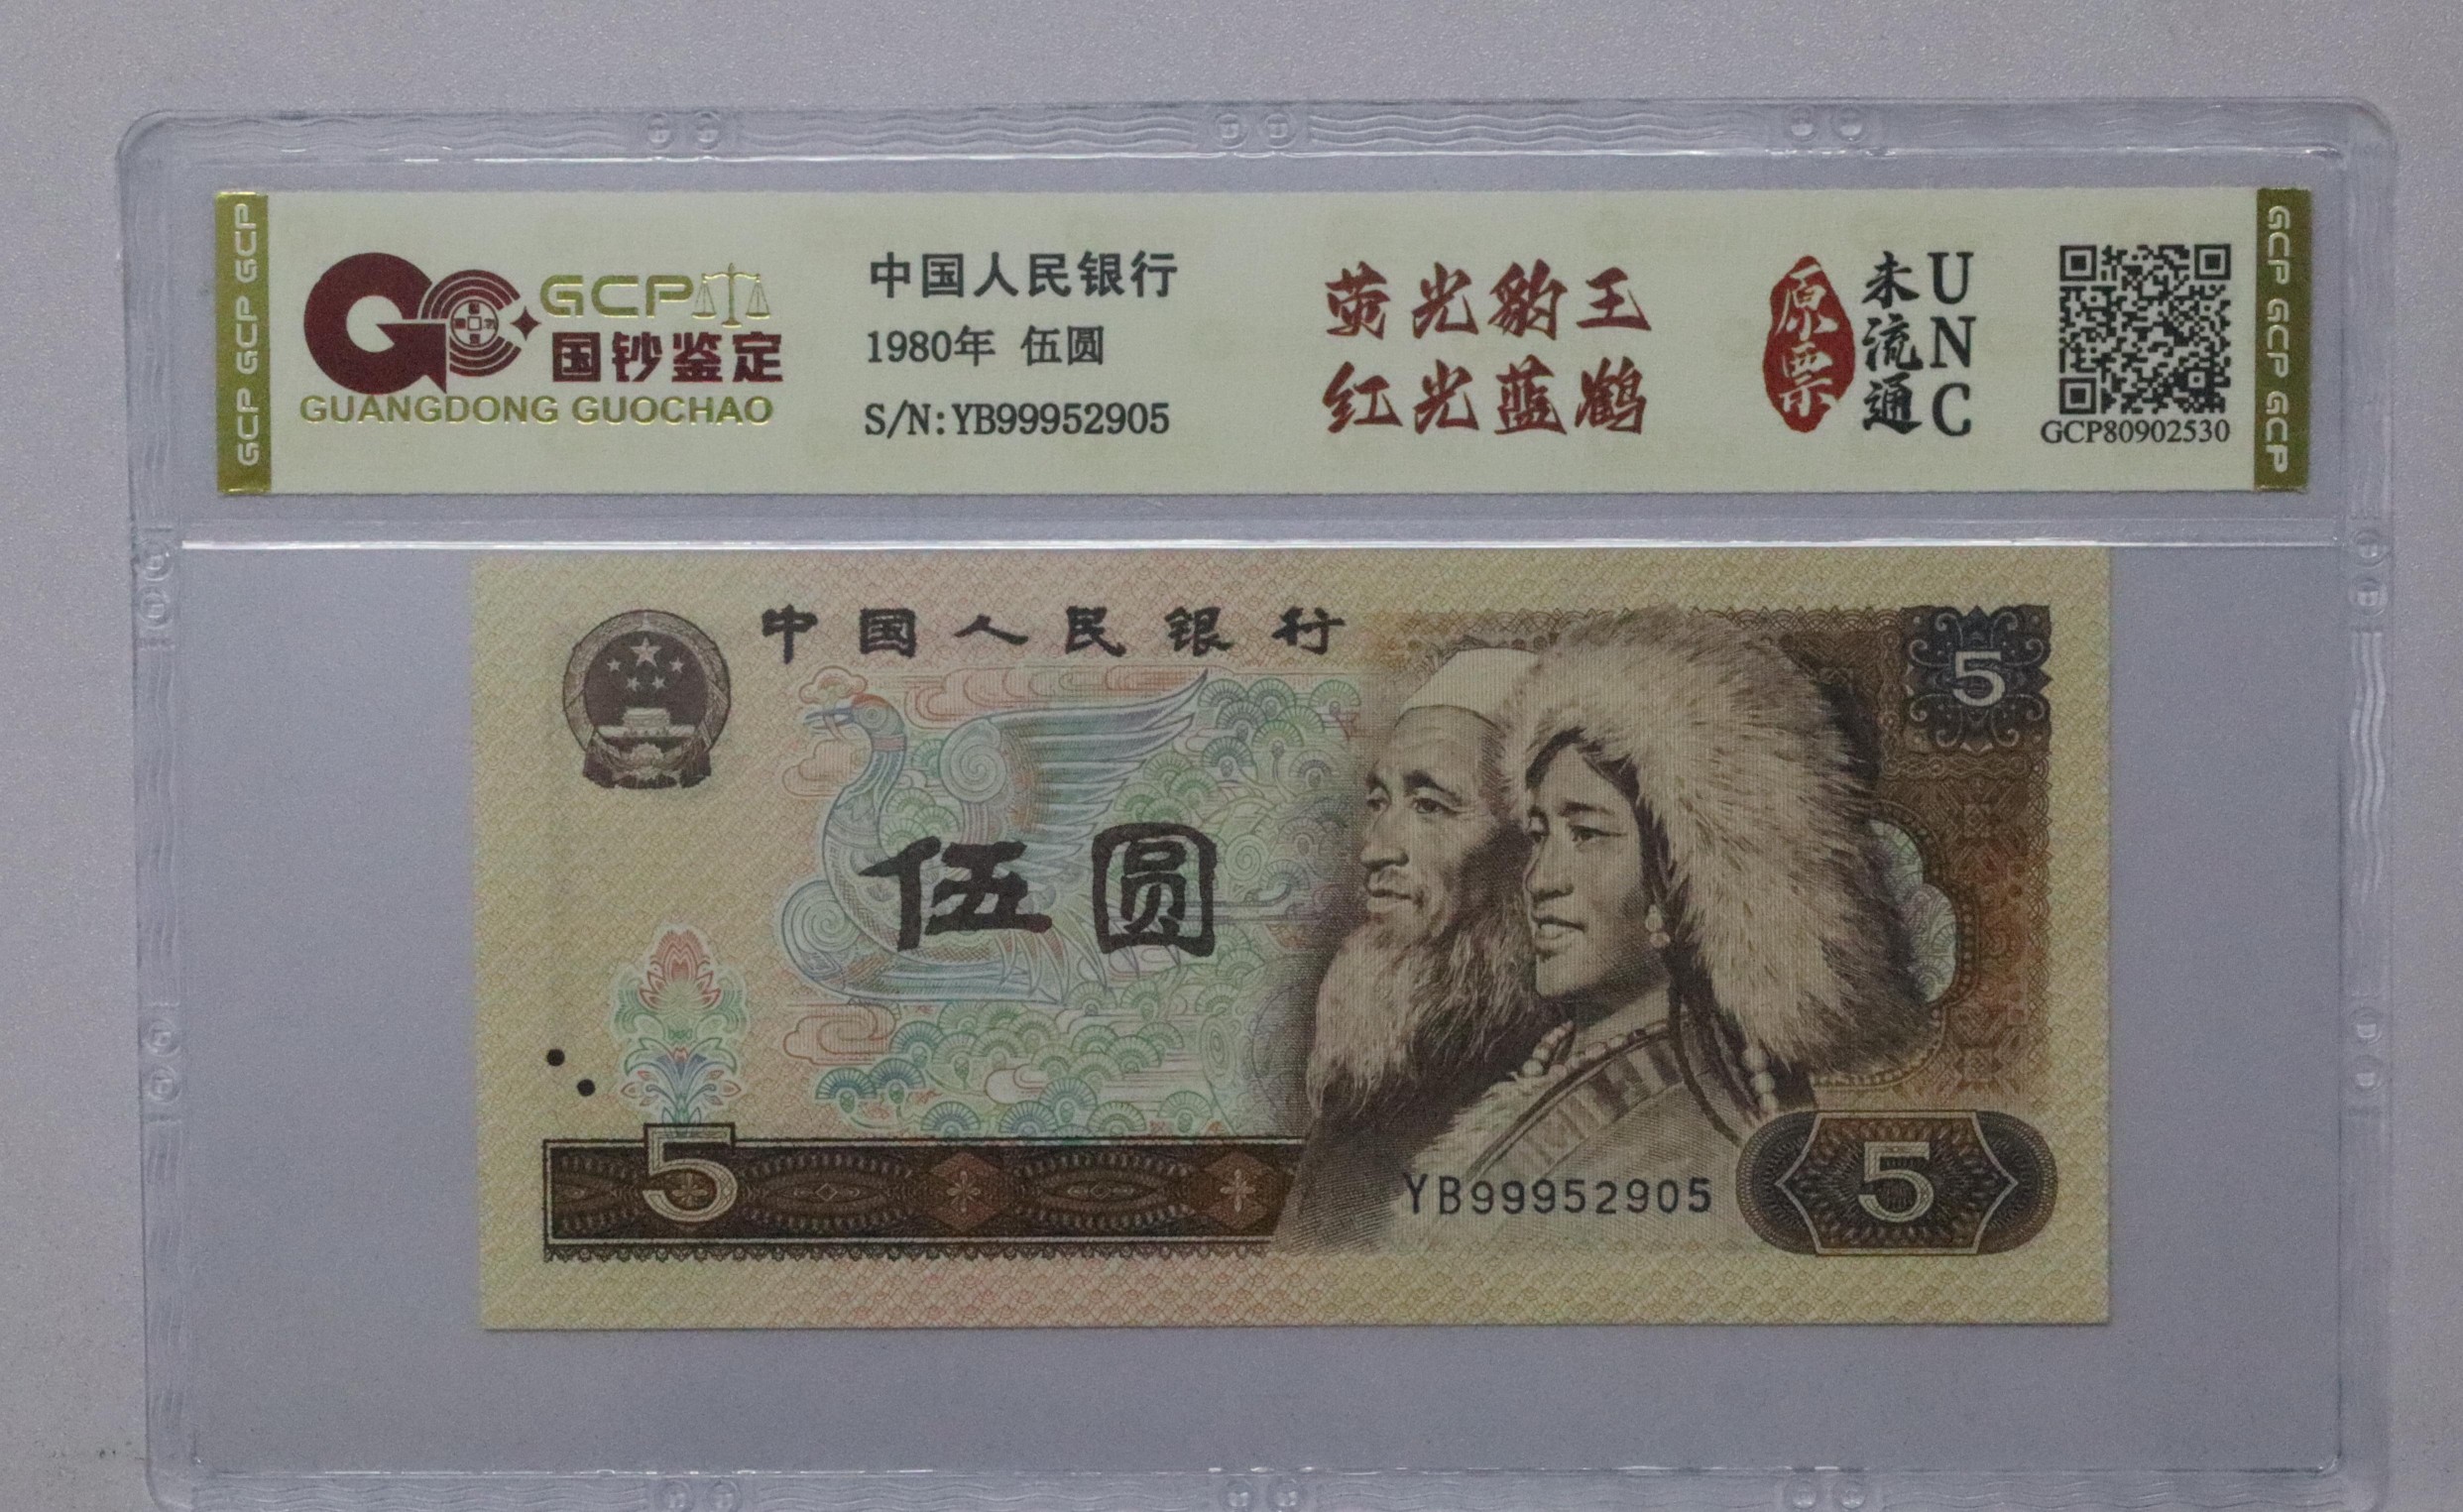 GCP GCP GCP
GCP
国钞鉴定
GUANGDONG GUOCHAO
中国人民银行
1980年 伍圆
S/N:YB99952905
荧光豹王
红光蓝鹤
原票
未流通
UNC
GCP80902530
GCP GCP GCP
中国人民银行
5
伍圆
5
YB99952905
5